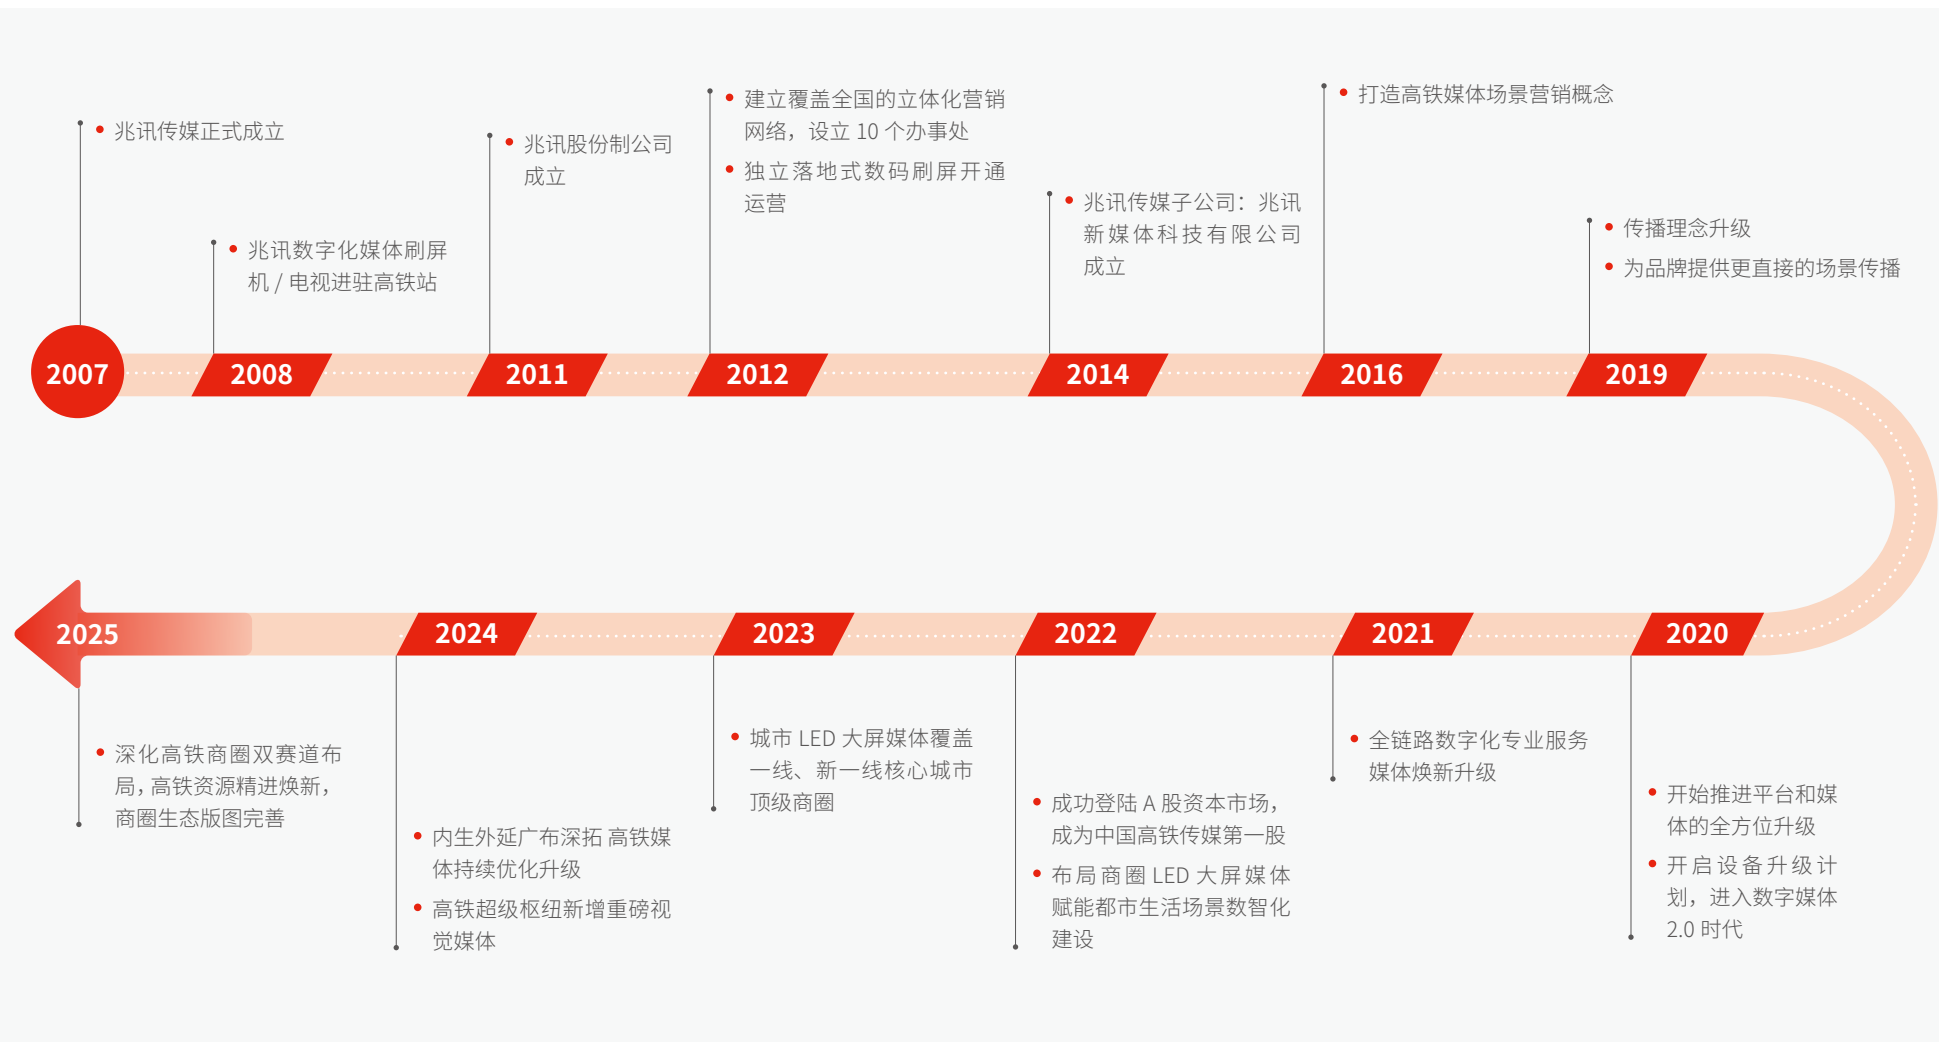 2007
兆讯传媒正式成立
2008
兆讯数字化媒体刷屏
机 / 电视进驻高铁站
2011
兆讯股份制公司
成立
2012
建立覆盖全国的立体化营销
网络，设立 10 个办事处
独立落地式数码刷屏开通
运营
2014
兆讯传媒子公司：兆讯
新媒体科技有限公司
成立
2016
打造高铁媒体场景营销概念
2019
传播理念升级
为品牌提供更直接的场景传播
2020
开始推进平台和媒
体的全方位升级
开启设备升级计
划，进入数字媒体
2.0 时代
2021
全链路数字化专业服务
媒体焕新升级
2022
成功登陆 A 股资本市场，
成为中国高铁传媒第一股
布局商圈 LED 大屏媒体
赋能都市生活场景数智化
建设
2023
城市 LED 大屏媒体覆盖
一线、新一线核心城市
顶级商圈
2024
内生外延广布深拓 高铁媒
体持续优化升级
高铁超级枢纽新增重磅视
觉媒体
2025
深化高铁商圈双赛道布
局，高铁资源精进焕新，
商圈生态版图完善